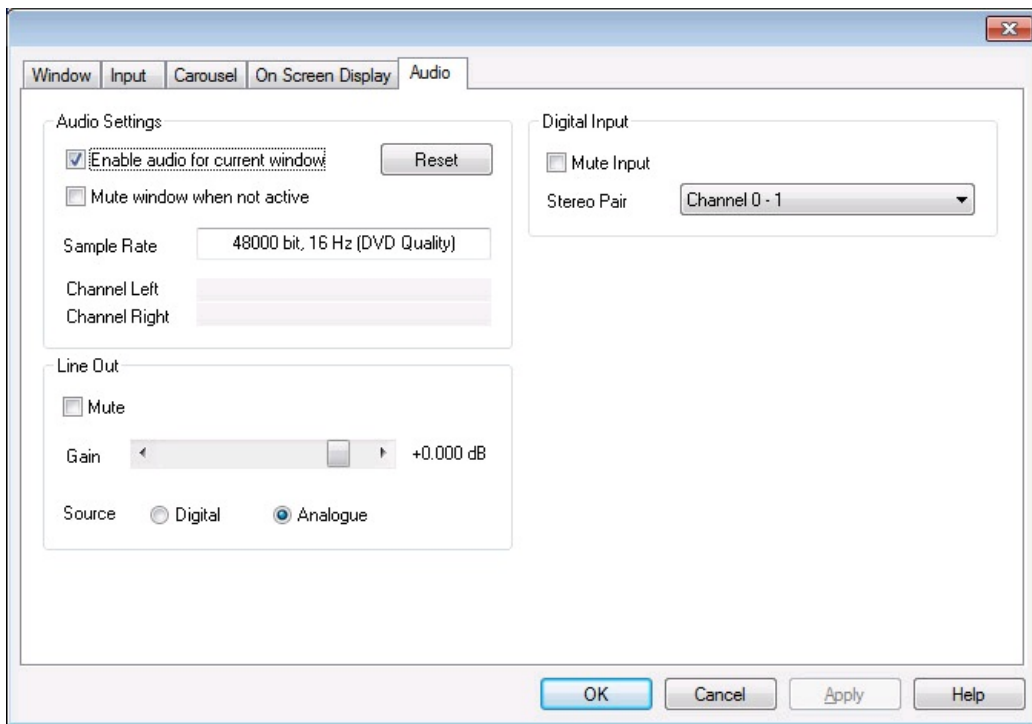 Window Input Carousel On Screen Display Audio
Audio Settings
Enable audio for current window Reset
Mute window when not active
Sample Rate 48000 bit, 16 Hz (DVD Quality)
Channel Left
Channel Right
Line Out
Mute
Gain +0.000 dB
Source Digital Analogue
Digital Input
Mute Input
Stereo Pair Channel 0 - 1
OK Cancel Apply Help